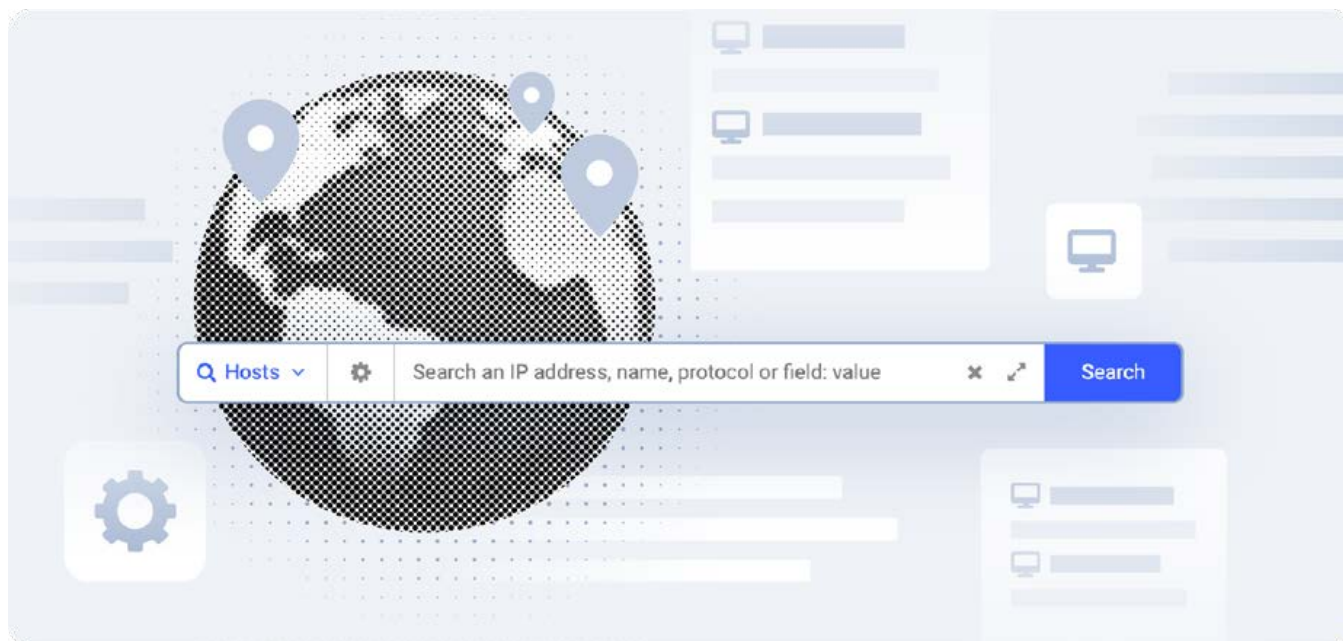 Hosts Search an IP address, name, protocol or field: value Search